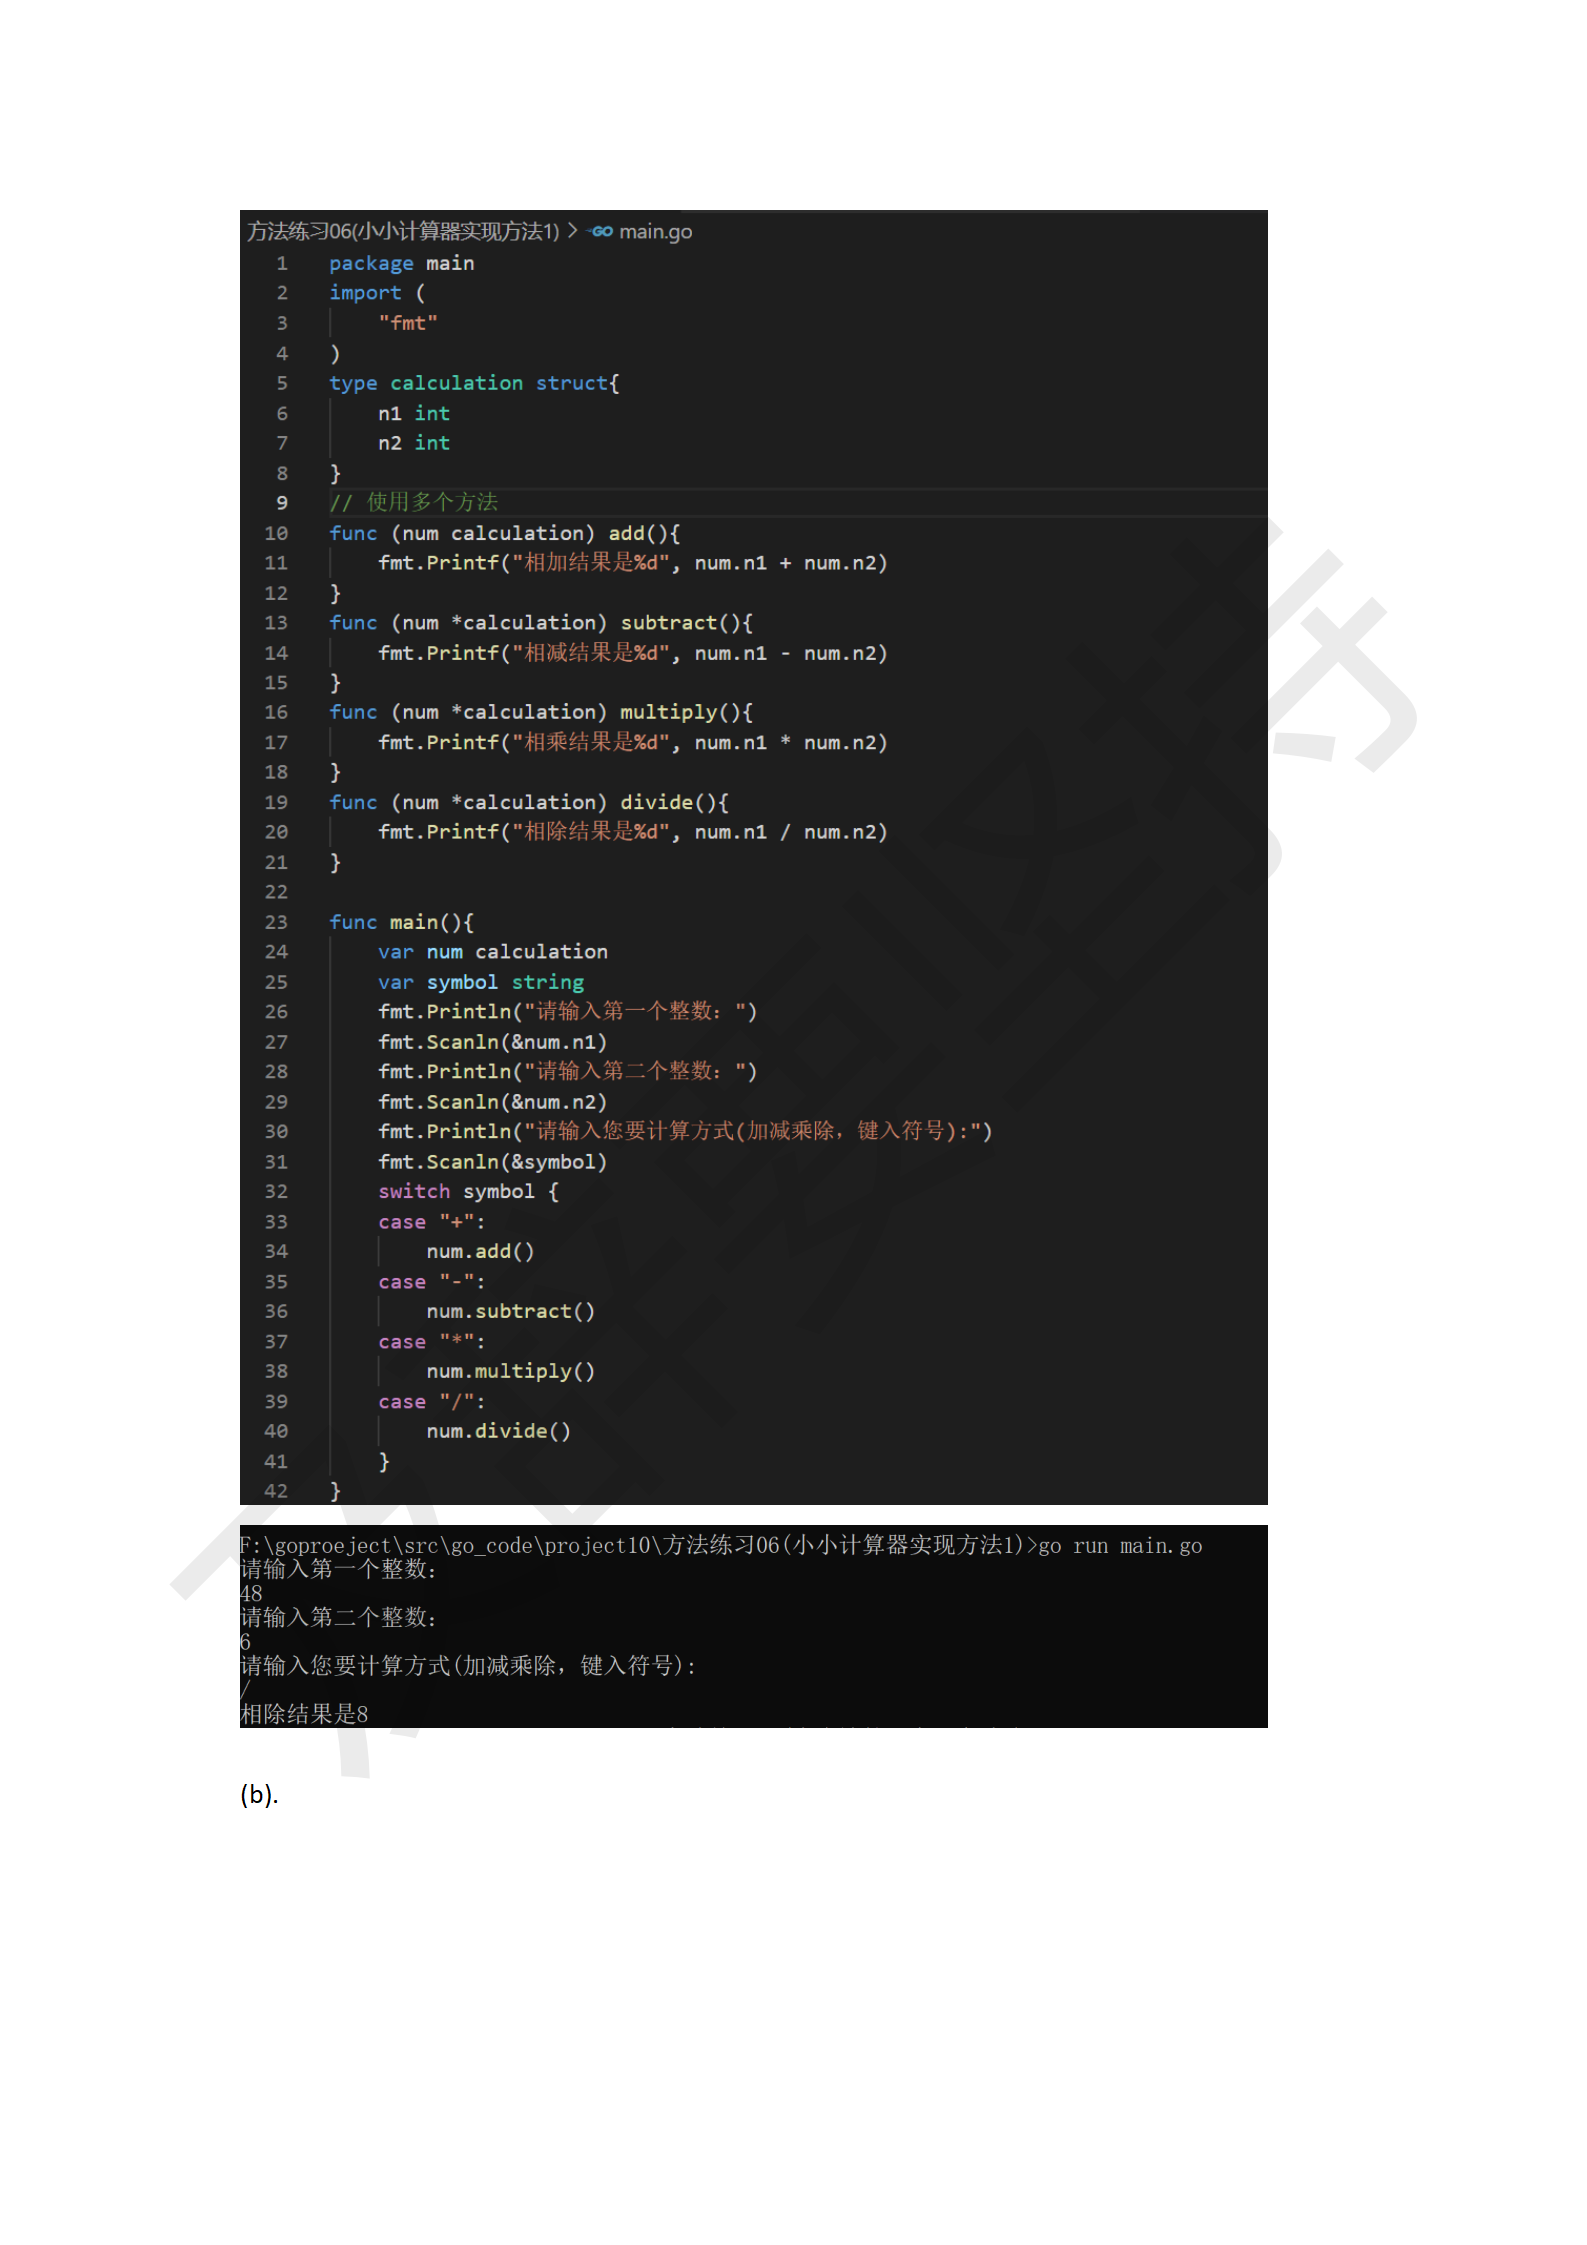 方法练习06(小小计算器实现方法1) > GO main.go
1 package main
2 import (
3 "fmt"
4 )
5 type calculation struct{
6 n1 int
7 n2 int
8 }
9 // 使用多个方法
10 func (num calculation) add(){
11 fmt.Printf("相加结果是%d", num.n1 + num.n2)
12 }
13 func (num *calculation) subtract(){
14 fmt.Printf("相减结果是%d", num.n1 - num.n2)
15 }
16 func (num *calculation) multiply(){
17 fmt.Printf("相乘结果是%d", num.n1 * num.n2)
18 }
19 func (num *calculation) divide(){
20 fmt.Printf("相除结果是%d", num.n1 / num.n2)
21 }
22
23 func main(){
24 var num calculation
25 var symbol string
26 fmt.Println("请输入第一个整数：")
27 fmt.Scanln(&num.n1)
28 fmt.Println("请输入第二个整数：")
29 fmt.Scanln(&num.n2)
30 fmt.Println("请输入您要计算方式(加减乘除，键入符号):")
31 fmt.Scanln(&symbol)
32 switch symbol {
33 case "+":
34 num.add()
35 case "-":
36 num.subtract()
37 case "*":
38 num.multiply()
39 case "/":
40 num.divide()
41 }
42 }
F:\goproeject\src\go_code\project10\方法练习06(小小计算器实现方法1)>go run main.go
请输入第一个整数：
48
请输入第二个整数：
6
请输入您要计算方式(加减乘除，键入符号):
/
相除结果是8
(b).